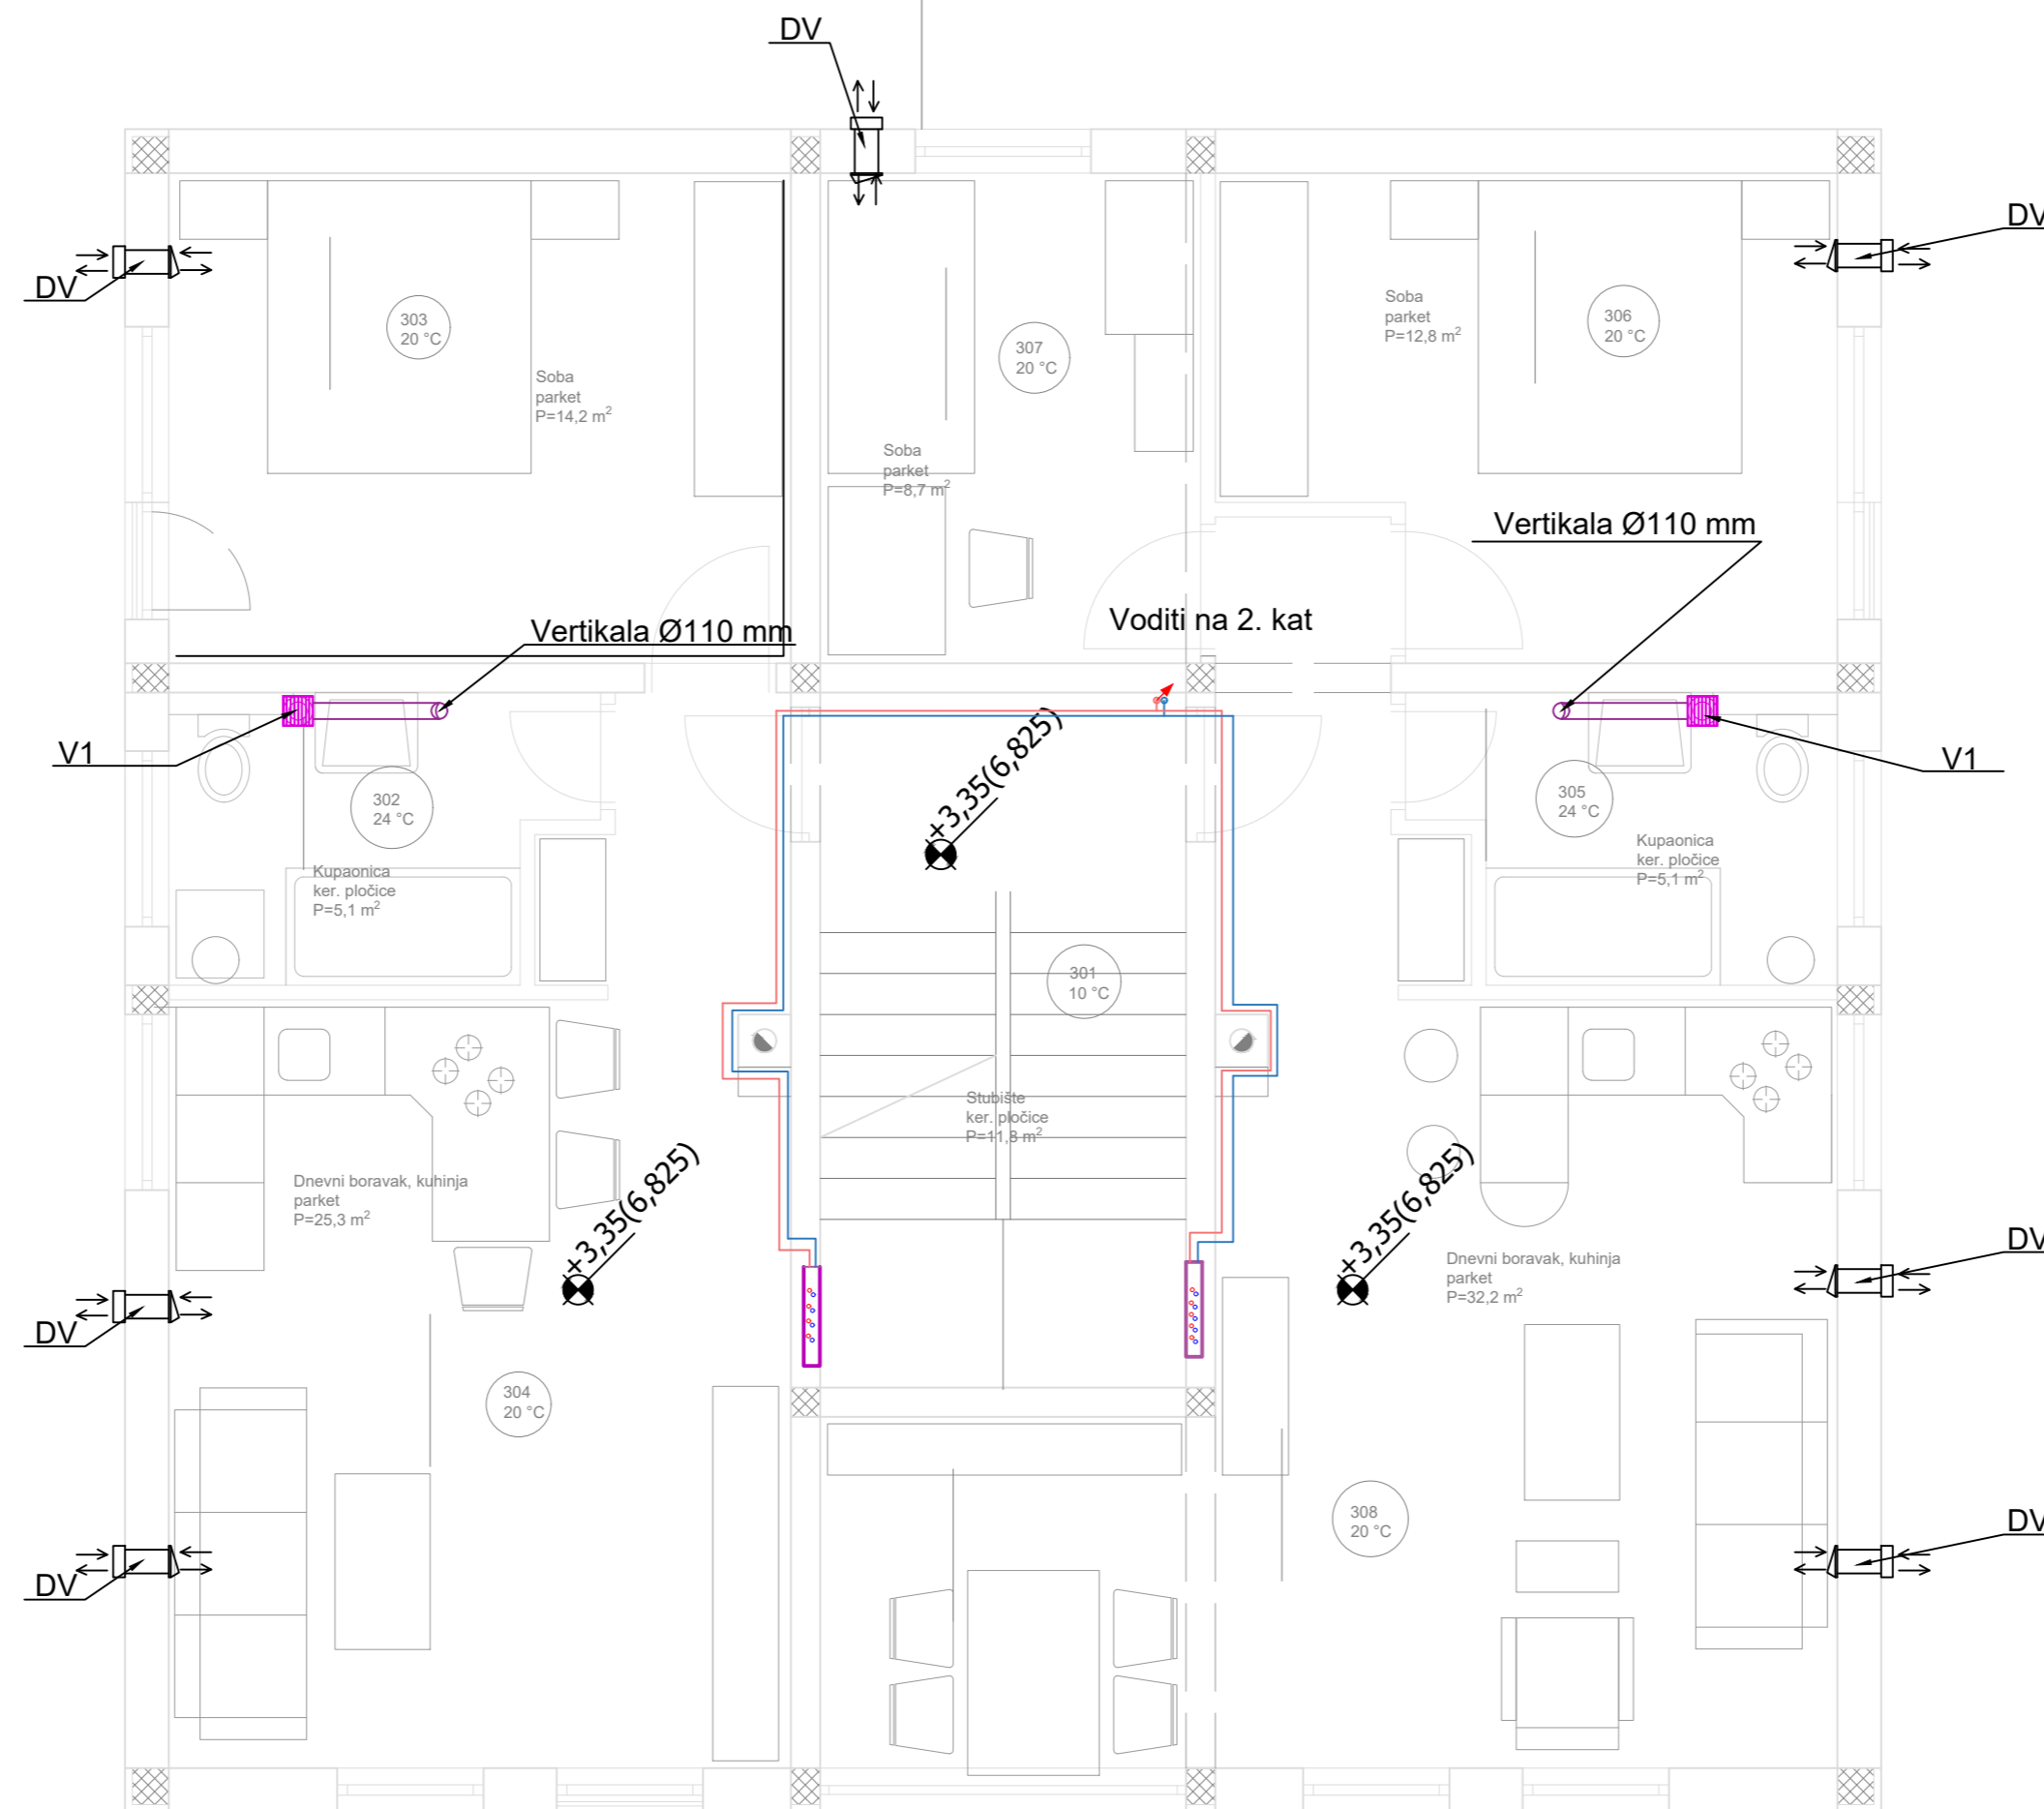 DV
DV
DV
303
20 °C
Soba
parket
P=14,2 m²
307
20 °C
Soba
parket
P=8,7 m²
Soba
parket
P=12,8 m²
306
20 °C
Vertikala Ø110 mm
Vertikala Ø110 mm
Voditi na 2. kat
V1
V1
302
24 °C
Kupaonica
ker. pločice
P=5,1 m²
+3,35(6,825)
305
24 °C
Kupaonica
ker. pločice
P=5,1 m²
301
10 °C
Stubište
ker. pločice
P=11,8 m²
Dnevni boravak, kuhinja
parket
P=25,3 m²
+3,35(6,825)
+3,35(6,825)
Dnevni boravak, kuhinja
parket
P=32,2 m²
DV
DV
304
20 °C
308
20 °C
DV
DV